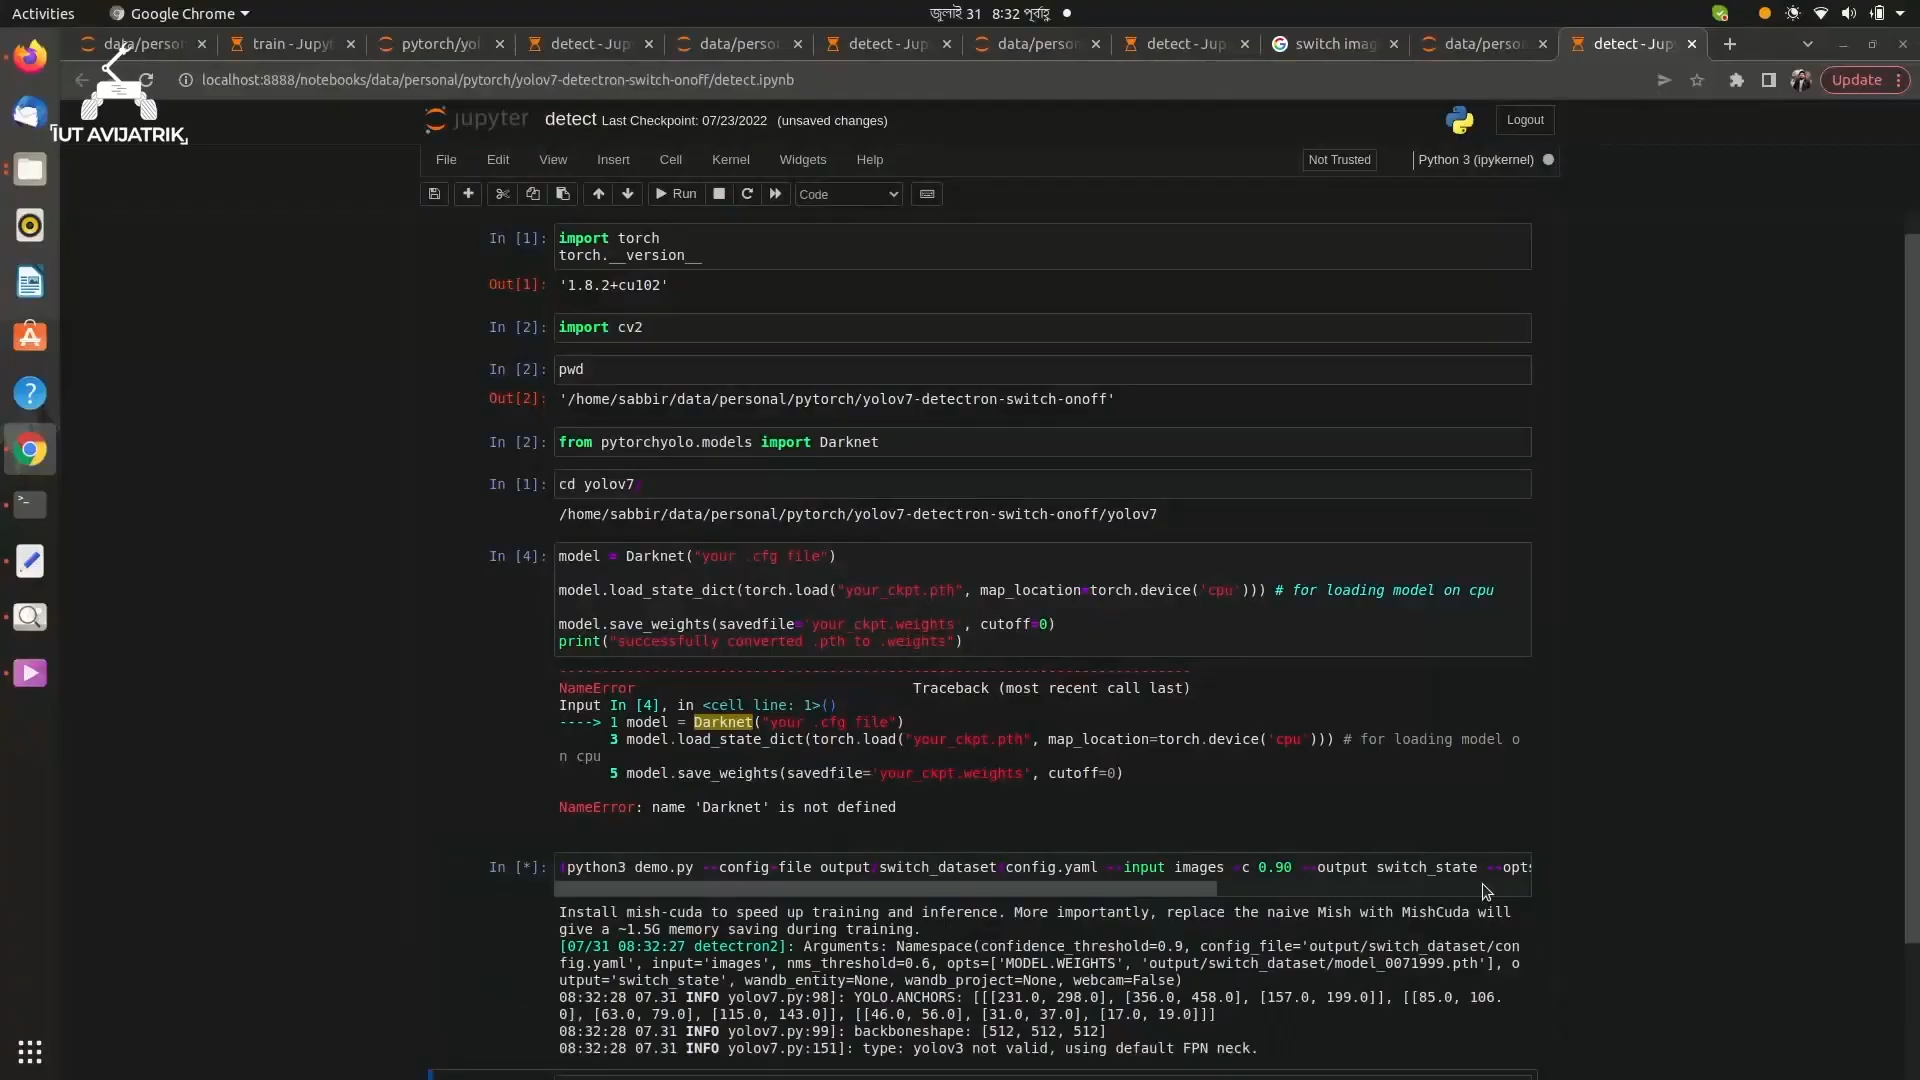 Activities
Google Chrome
জুলাই 31 8:32 পূর্বাহ্ণ
data/person
train - Jupyt
pytorch/yol
detect - Jup
data/perso
detect - Jup
data/person
detect - Jup
switch imag
data/person
detect - Jup
localhost:8888/notebooks/data/personal/pytorch/yolov7-detectron-switch-onoff/detect.ipynb
Update
IUT AVIJATRIK
jupyter
detect Last Checkpoint: 07/23/2022 (unsaved changes)
Logout
File Edit View Insert Cell Kernel Widgets Help
Not Trusted
Python 3 (ipykernel)
Run
Code
In [1]: import torch
torch.__version__
Out[1]: '1.8.2+cu102'
In [2]: import cv2
In [2]: pwd
Out[2]: '/home/sabbir/data/personal/pytorch/yolov7-detectron-switch-onoff'
In [2]: from pytorchyolo.models import Darknet
In [1]: cd yolov7/
/home/sabbir/data/personal/pytorch/yolov7-detectron-switch-onoff/yolov7
In [4]: model = Darknet("your .cfg file")
model.load_state_dict(torch.load("your_ckpt.pth", map_location=torch.device('cpu'))) # for loading model on cpu
model.save_weights(savedfile='your_ckpt.weights', cutoff=0)
print("successfully converted .pth to .weights")
---------------------------------------------------------------------------
NameError Traceback (most recent call last)
Input In [4], in <cell line: 1>()
----> 1 model = Darknet("your .cfg file")
3 model.load_state_dict(torch.load("your_ckpt.pth", map_location=torch.device('cpu'))) # for loading model o
n cpu
5 model.save_weights(savedfile='your_ckpt.weights', cutoff=0)
NameError: name 'Darknet' is not defined
In [*]: !python3 demo.py --config-file output/switch_dataset/config.yaml --input images -c 0.90 --output switch_state --opts
Install mish-cuda to speed up training and inference. More importantly, replace the naive Mish with MishCuda will
give a ~1.5G memory saving during training.
[07/31 08:32:27 detectron2]: Arguments: Namespace(confidence_threshold=0.9, config_file='output/switch_dataset/con
fig.yaml', input='images', nms_threshold=0.6, opts=['MODEL.WEIGHTS', 'output/switch_dataset/model_0071999.pth'], o
utput='switch_state', wandb_entity=None, wandb_project=None, webcam=False)
08:32:28 07.31 INFO yolov7.py:98]: YOLO.ANCHORS: [[[231.0, 298.0], [356.0, 458.0], [157.0, 199.0]], [[85.0, 106.
0], [63.0, 79.0], [115.0, 143.0]], [[46.0, 56.0], [31.0, 37.0], [17.0, 19.0]]]
08:32:28 07.31 INFO yolov7.py:99]: backboneshape: [512, 512, 512]
08:32:28 07.31 INFO yolov7.py:151]: type: yolov3 not valid, using default FPN neck.